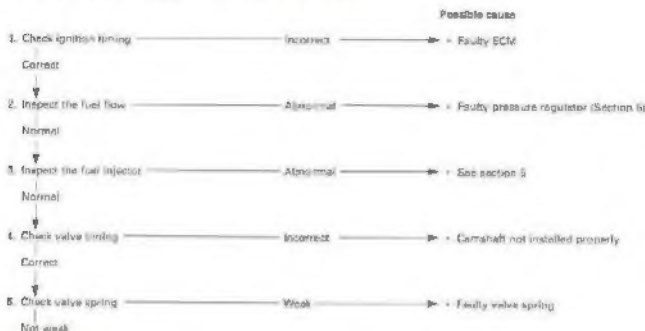 Possible cause
1. Check ignition timing Incorrect • Faulty ECM
Correct
2. Inspect the fuel flow Abnormal • Faulty pressure regulator (Section 5)
Normal
3. Inspect the fuel injector Abnormal • See section 5
Normal
4. Check valve timing Incorrect • Camshaft not installed properly
Correct
5. Check valve spring Weak • Faulty valve spring
Not weak